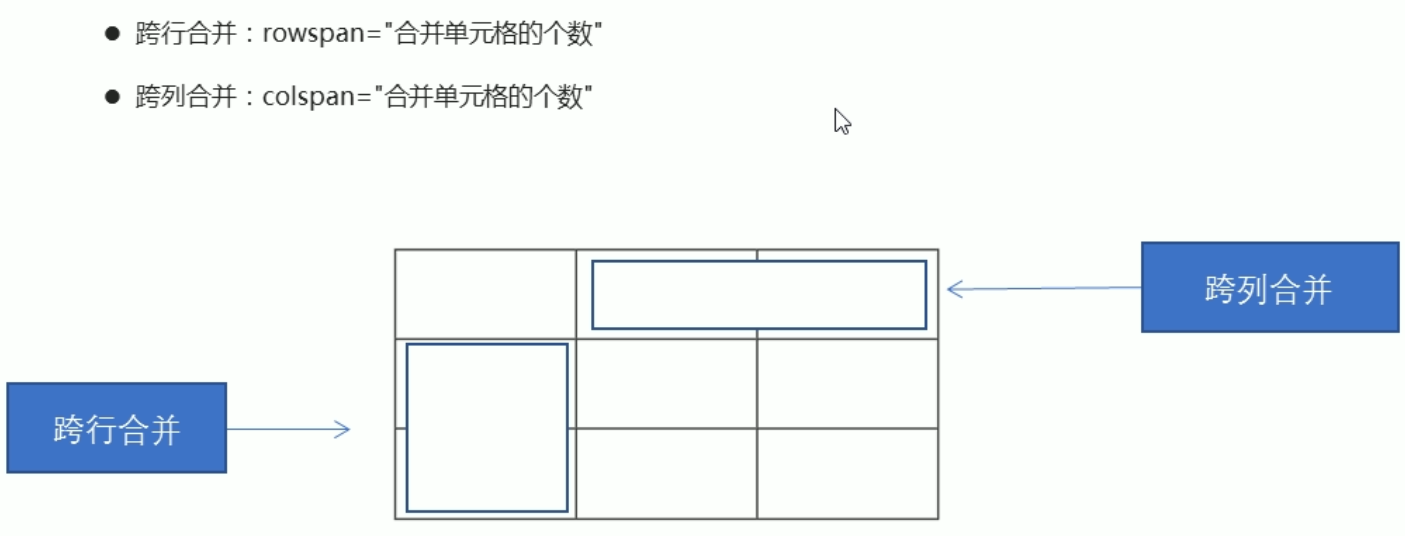 ● 跨行合并：rowspan="合并单元格的个数"
● 跨列合并：colspan="合并单元格的个数"
跨列合并
跨行合并